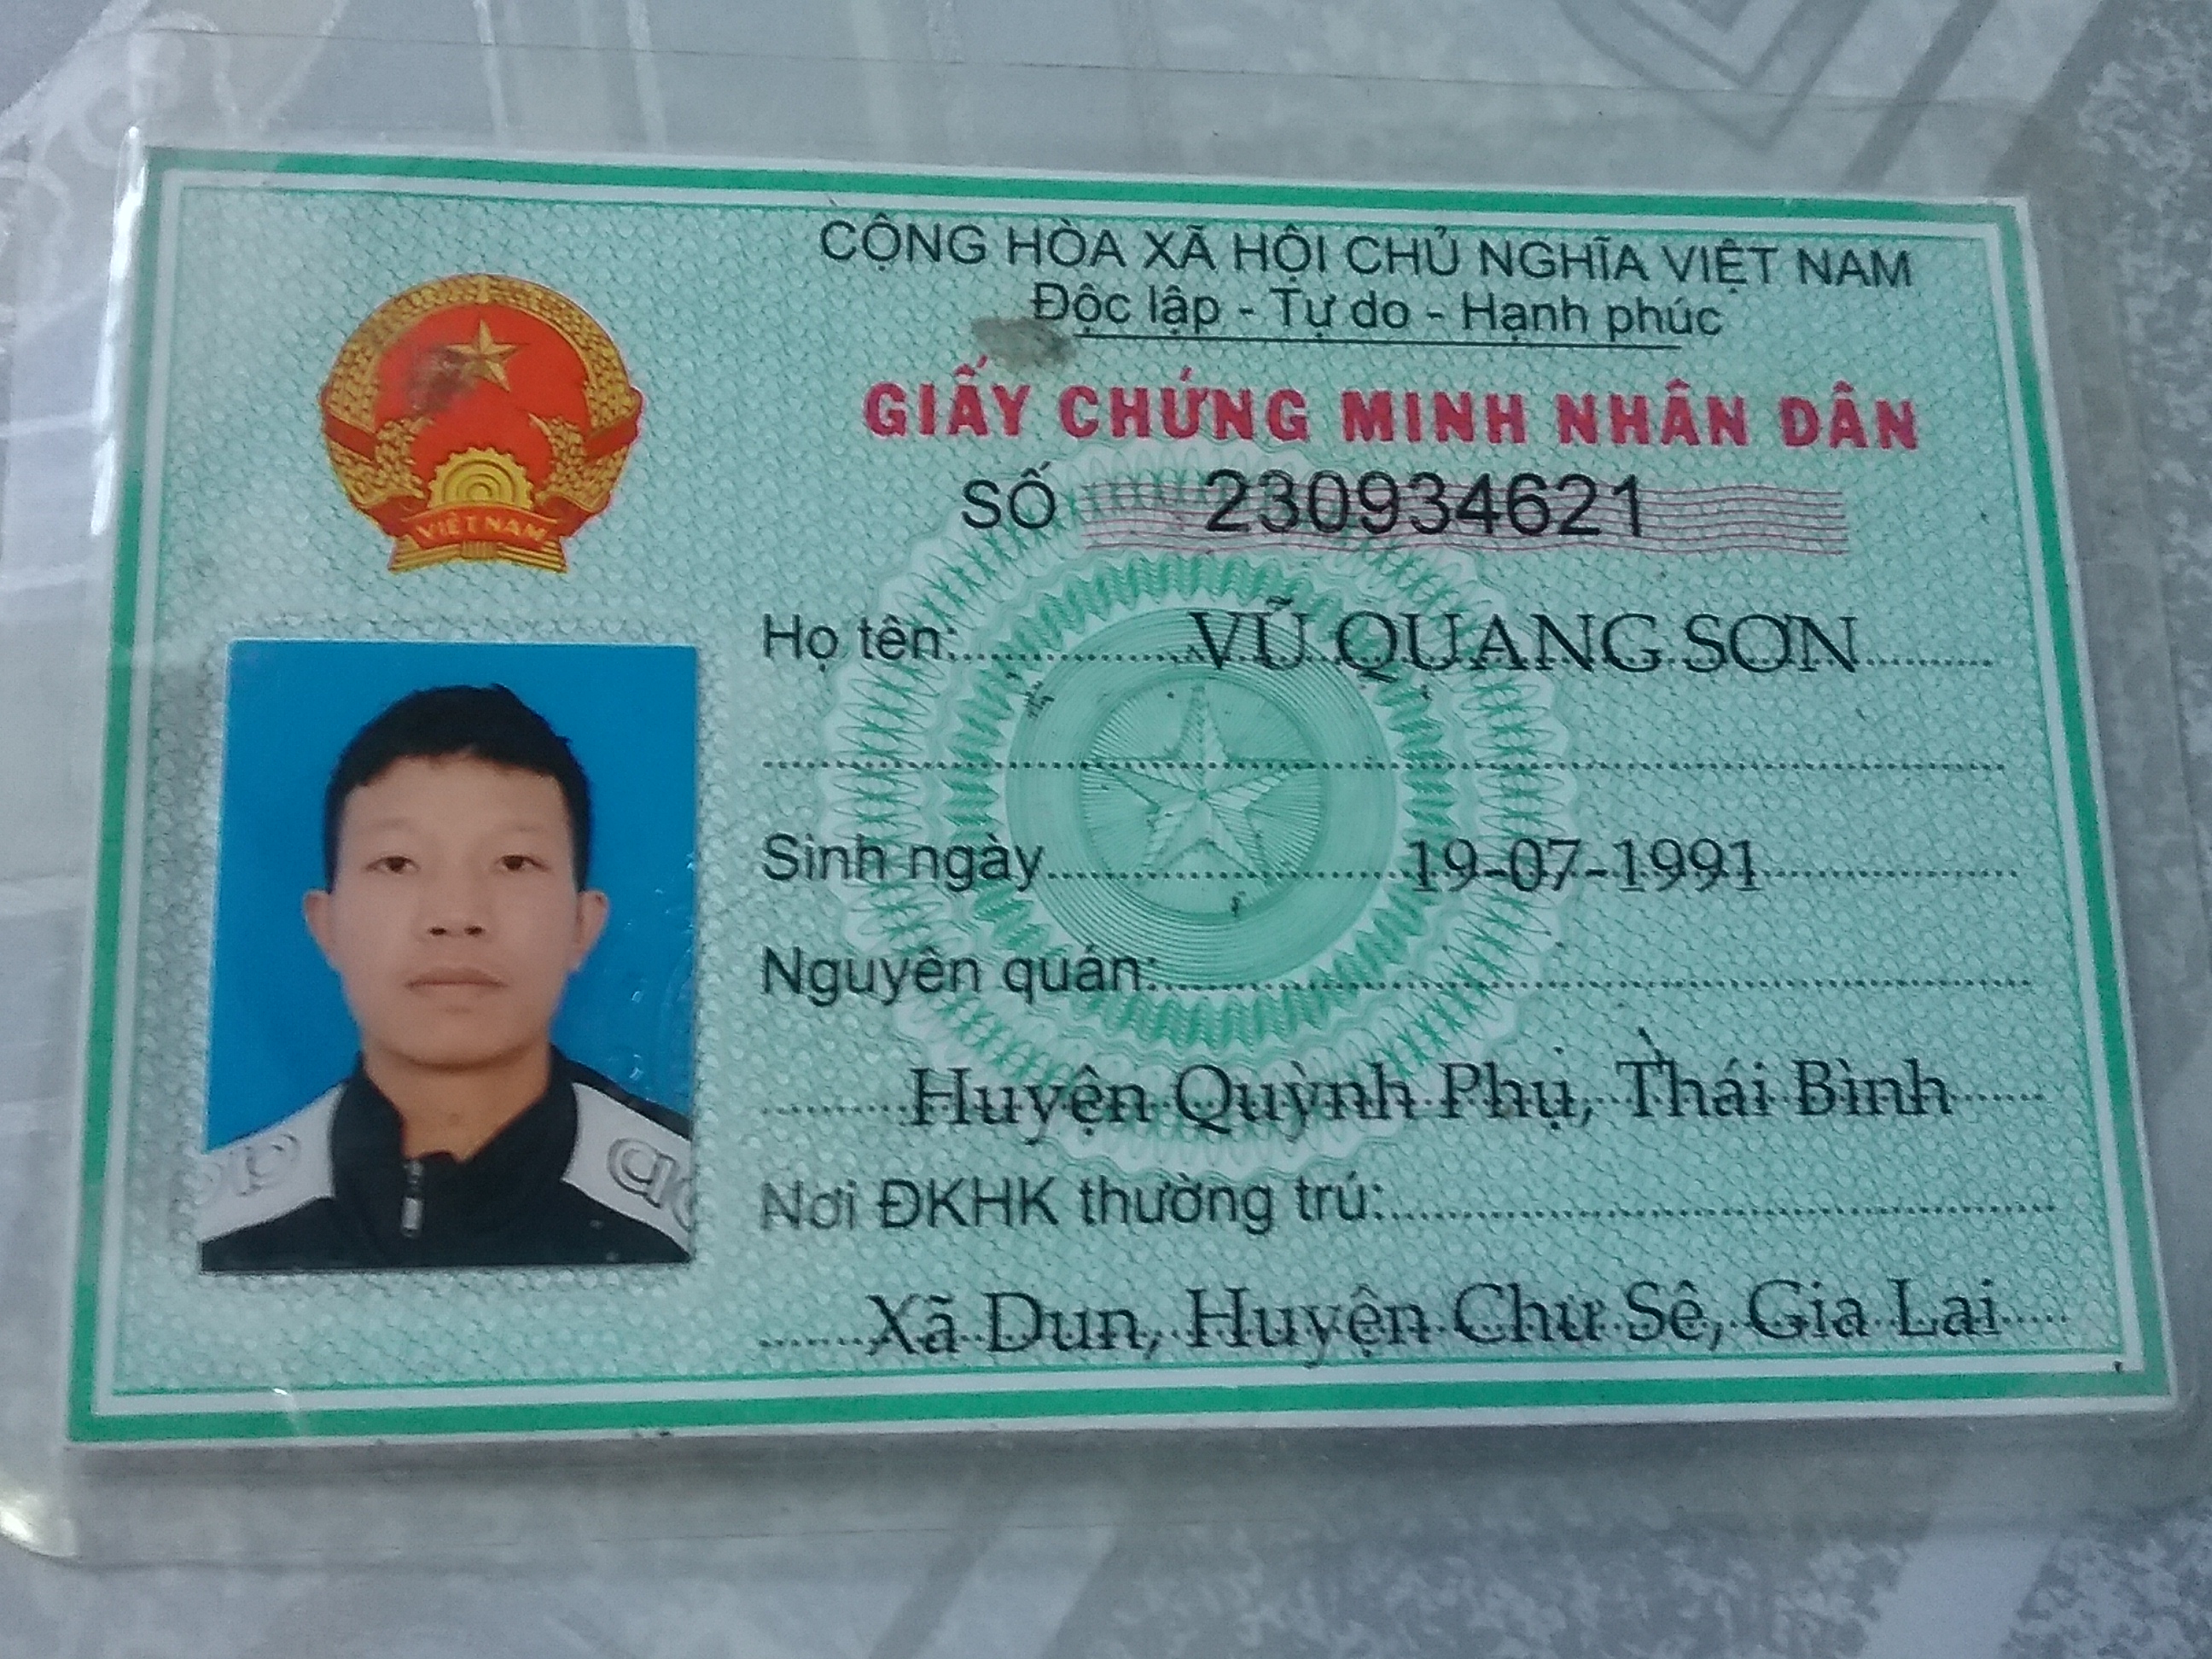 CỘNG HÒA XÃ HỘI CHỦ NGHĨA VIỆT NAM
Độc lập - Tự do - Hạnh phúc
GIẤY CHỨNG MINH NHÂN DÂN
SỐ 230934621
VIỆT NAM
Họ tên: VŨ QUANG SƠN
Sinh ngày 19-07-1991
Nguyên quán:
Huyện Quỳnh Phụ, Thái Bình
Nơi ĐKHK thường trú:
Xã Dun, Huyện Chư Sê, Gia Lai